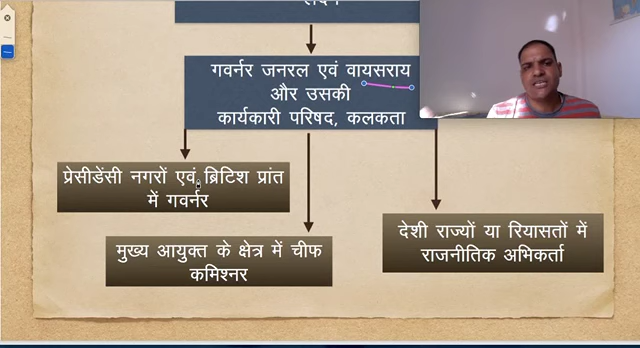 गवर्नर जनरल एवं वायसराय
और उसकी
कार्यकारी परिषद, कलकता
प्रेसीडेंसी नगरों एवं ब्रिटिश प्रांत
में गवर्नर
मुख्य आयुक्त के क्षेत्र में चीफ
कमिश्नर
देशी राज्यों या रियासतों में
राजनीतिक अभिकर्ता